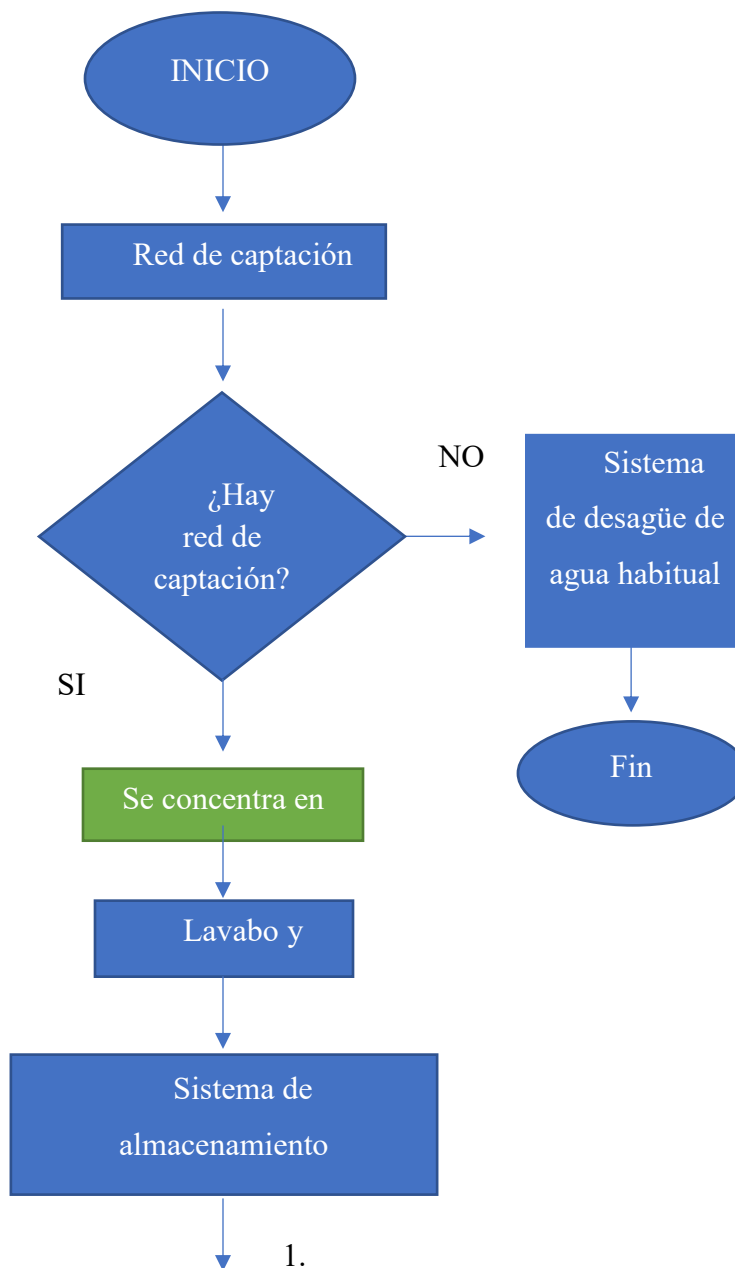 INICIO
Red de captación
¿Hay
red de
captación?
NO
Sistema
de desagüe de
agua habitual
SI
Fin
Se concentra en
Lavabo y
Sistema de
almacenamiento
1.